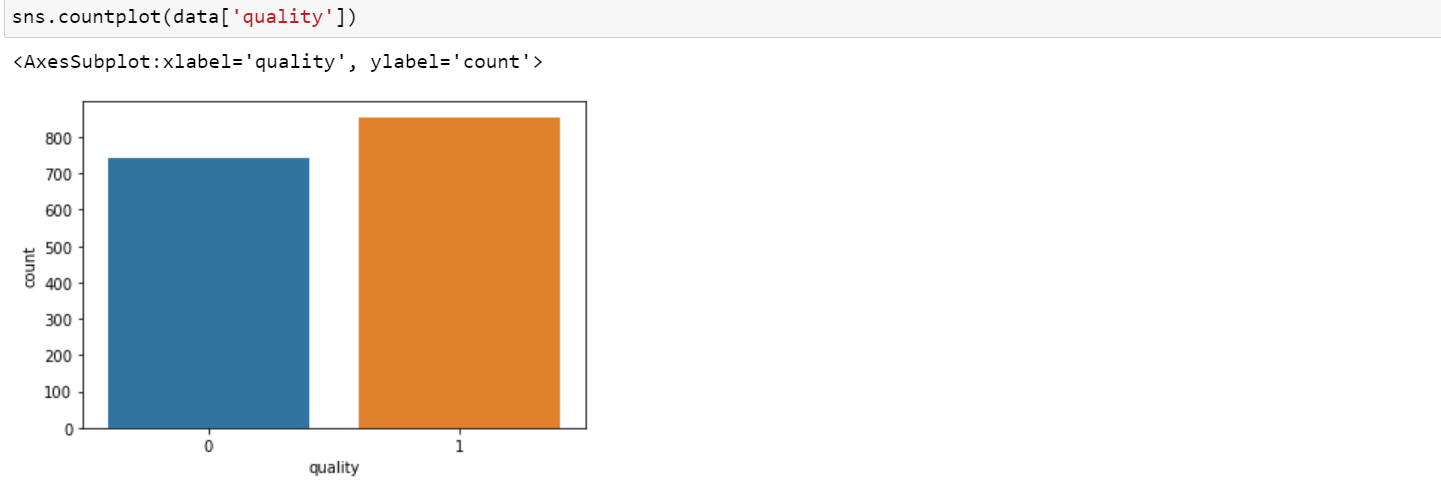 sns.countplot(data['quality'])
<AxesSubplot:xlabel='quality', ylabel='count'>
800
700
600
500
400
300
200
100
0
count
0 1
quality